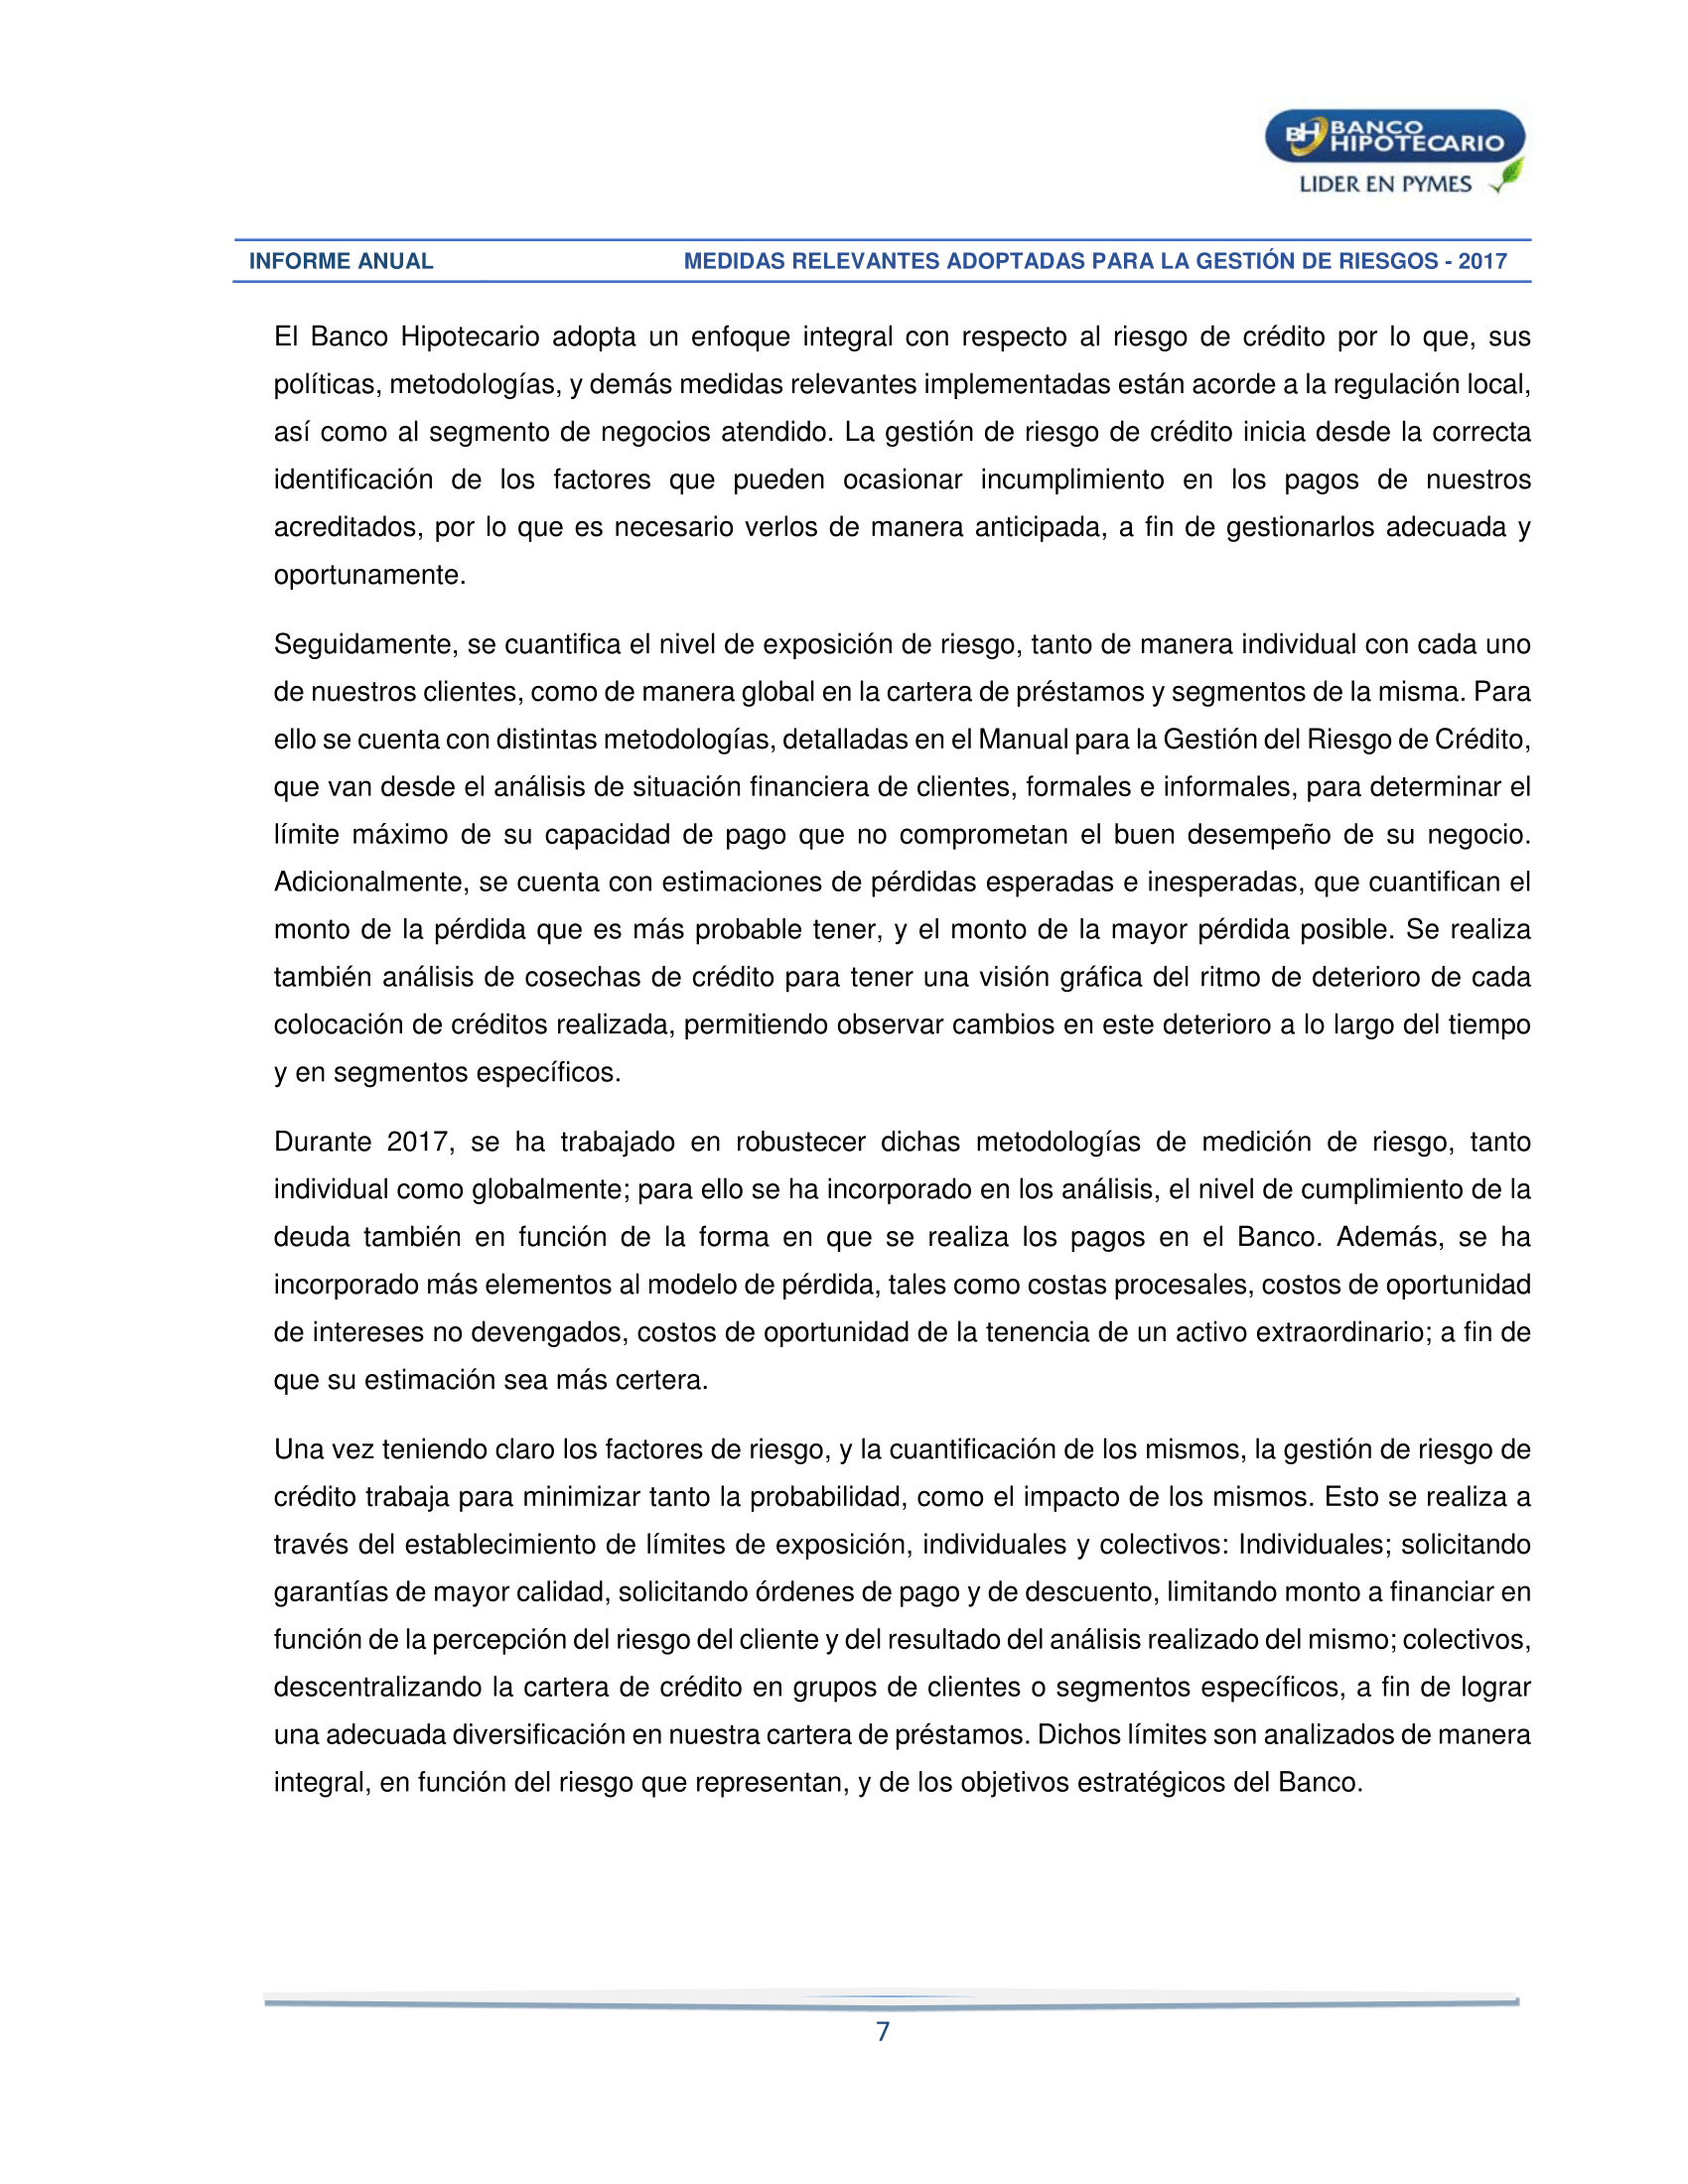 BH BANCO
HIPOTECARIO
LIDER EN PYMES
INFORME ANUAL MEDIDAS RELEVANTES ADOPTADAS PARA LA GESTIÓN DE RIESGOS - 2017
El Banco Hipotecario adopta un enfoque integral con respecto al riesgo de crédito por lo que, sus
políticas, metodologías, y demás medidas relevantes implementadas están acorde a la regulación local,
así como al segmento de negocios atendido. La gestión de riesgo de crédito inicia desde la correcta
identificación de los factores que pueden ocasionar incumplimiento en los pagos de nuestros
acreditados, por lo que es necesario verlos de manera anticipada, a fin de gestionarlos adecuada y
oportunamente.
Seguidamente, se cuantifica el nivel de exposición de riesgo, tanto de manera individual con cada uno
de nuestros clientes, como de manera global en la cartera de préstamos y segmentos de la misma. Para
ello se cuenta con distintas metodologías, detalladas en el Manual para la Gestión del Riesgo de Crédito,
que van desde el análisis de situación financiera de clientes, formales e informales, para determinar el
límite máximo de su capacidad de pago que no comprometan el buen desempeño de su negocio.
Adicionalmente, se cuenta con estimaciones de pérdidas esperadas e inesperadas, que cuantifican el
monto de la pérdida que es más probable tener, y el monto de la mayor pérdida posible. Se realiza
también análisis de cosechas de crédito para tener una visión gráfica del ritmo de deterioro de cada
colocación de créditos realizada, permitiendo observar cambios en este deterioro a lo largo del tiempo
y en segmentos específicos.
Durante 2017, se ha trabajado en robustecer dichas metodologías de medición de riesgo, tanto
individual como globalmente; para ello se ha incorporado en los análisis, el nivel de cumplimiento de la
deuda también en función de la forma en que se realiza los pagos en el Banco. Además, se ha
incorporado más elementos al modelo de pérdida, tales como costas procesales, costos de oportunidad
de intereses no devengados, costos de oportunidad de la tenencia de un activo extraordinario; a fin de
que su estimación sea más certera.
Una vez teniendo claro los factores de riesgo, y la cuantificación de los mismos, la gestión de riesgo de
crédito trabaja para minimizar tanto la probabilidad, como el impacto de los mismos. Esto se realiza a
través del establecimiento de límites de exposición, individuales y colectivos: Individuales; solicitando
garantías de mayor calidad, solicitando órdenes de pago y de descuento, limitando monto a financiar en
función de la percepción del riesgo del cliente y del resultado del análisis realizado del mismo; colectivos,
descentralizando la cartera de crédito en grupos de clientes o segmentos específicos, a fin de lograr
una adecuada diversificación en nuestra cartera de préstamos. Dichos límites son analizados de manera
integral, en función del riesgo que representan, y de los objetivos estratégicos del Banco.
7